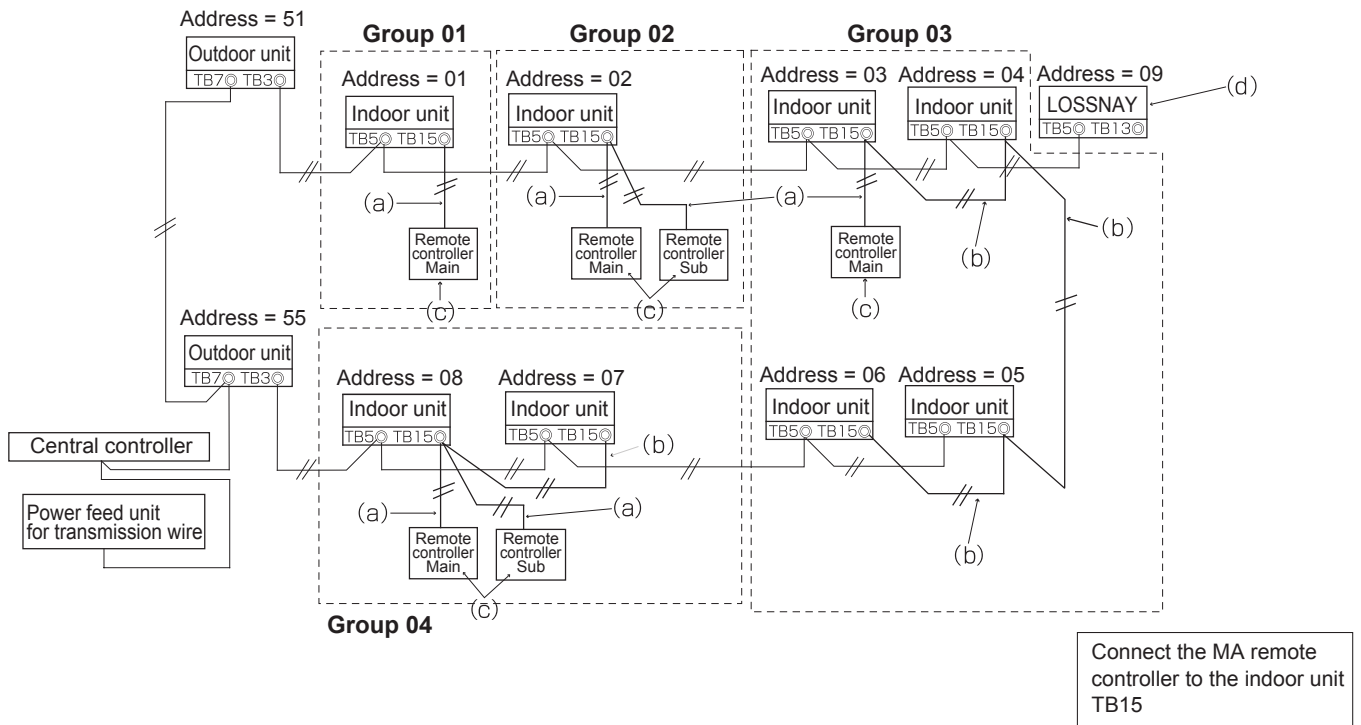 Address = 51
Outdoor unit
TB7◎ TB3◎
Group 01
Address = 01
Indoor unit
TB5◎ TB15◎
(a)
Remote
controller
Main
(c)
Group 02
Address = 02
Indoor unit
TB5◎ TB15◎
(a)
Remote
controller
Main
Remote
controller
Sub
(c)
(a)
Group 03
Address = 03
Indoor unit
TB5◎ TB15◎
Address = 04
Indoor unit
TB5◎ TB15◎
Address = 09
LOSSNAY
TB5◎ TB13◎
(d)
(b)
(b)
Remote
controller
Main
(c)
Address = 55
Outdoor unit
TB7◎ TB3◎
Central controller
Power feed unit
for transmission wire
Address = 08
Indoor unit
TB5◎ TB15◎
Address = 07
Indoor unit
TB5◎ TB15◎
(b)
(a)
(a)
Remote
controller
Main
Remote
controller
Sub
(c)
Group 04
Address = 06
Indoor unit
TB5◎ TB15◎
Address = 05
Indoor unit
TB5◎ TB15◎
(b)
Connect the MA remote
controller to the indoor unit
TB15